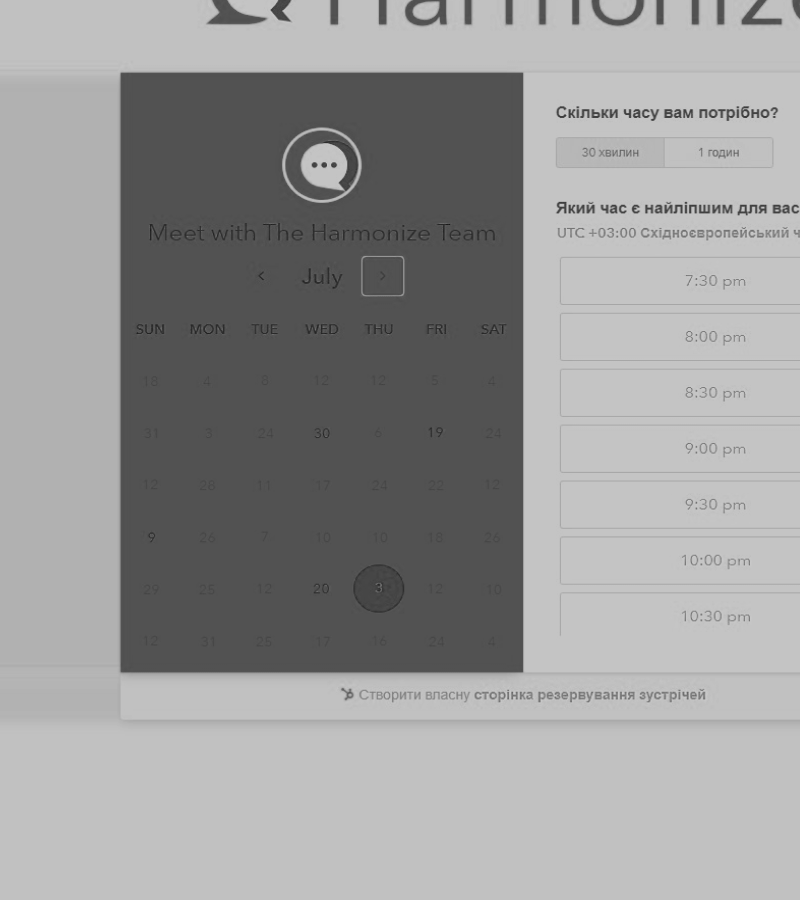 Harmonize
Meet with The Harmonize Team
July
SUN MON TUE WED THU FRI SAT
18 4 8 12 12 5 4
31 3 24 30 6 19 24
12 28 11 17 24 22 12
9 26 7 10 10 18 26
29 25 12 20 3 12 10
12 31 25 17 16 24 4
Скільки часу вам потрібно?
30 хвилин 1 годин
Який час є найліпшим для вас
UTC +03:00 Східноєвропейський ч
7:30 pm
8:00 pm
8:30 pm
9:00 pm
9:30 pm
10:00 pm
10:30 pm
Створити власну сторінка резервування зустрічей